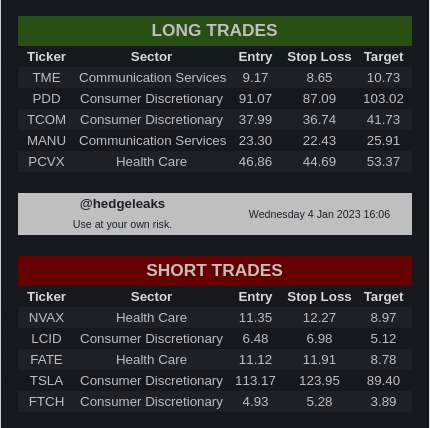 LONG TRADES
Ticker Sector Entry Stop Loss Target
TME Communication Services 9.17 8.65 10.73
PDD Consumer Discretionary 91.07 87.09 103.02
TCOM Consumer Discretionary 37.99 36.74 41.73
MANU Communication Services 23.30 22.43 25.91
PCVX Health Care 46.86 44.69 53.37
@hedgeleaks
Use at your own risk.
Wednesday 4 Jan 2023 16:06
SHORT TRADES
Ticker Sector Entry Stop Loss Target
NVAX Health Care 11.35 12.27 8.97
LCID Consumer Discretionary 6.48 6.98 5.12
FATE Health Care 11.12 11.91 8.78
TSLA Consumer Discretionary 113.17 123.95 89.40
FTCH Consumer Discretionary 4.93 5.28 3.89